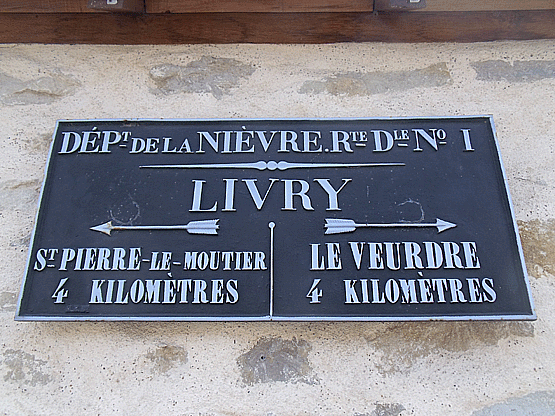 DÉPT DE LA NIÈVRE. RTE DLE NO 1
LIVRY
ST PIERRE-LE-MOUTIER
4 KILOMÈTRES
LE VEURDRE
4 KILOMÈTRES